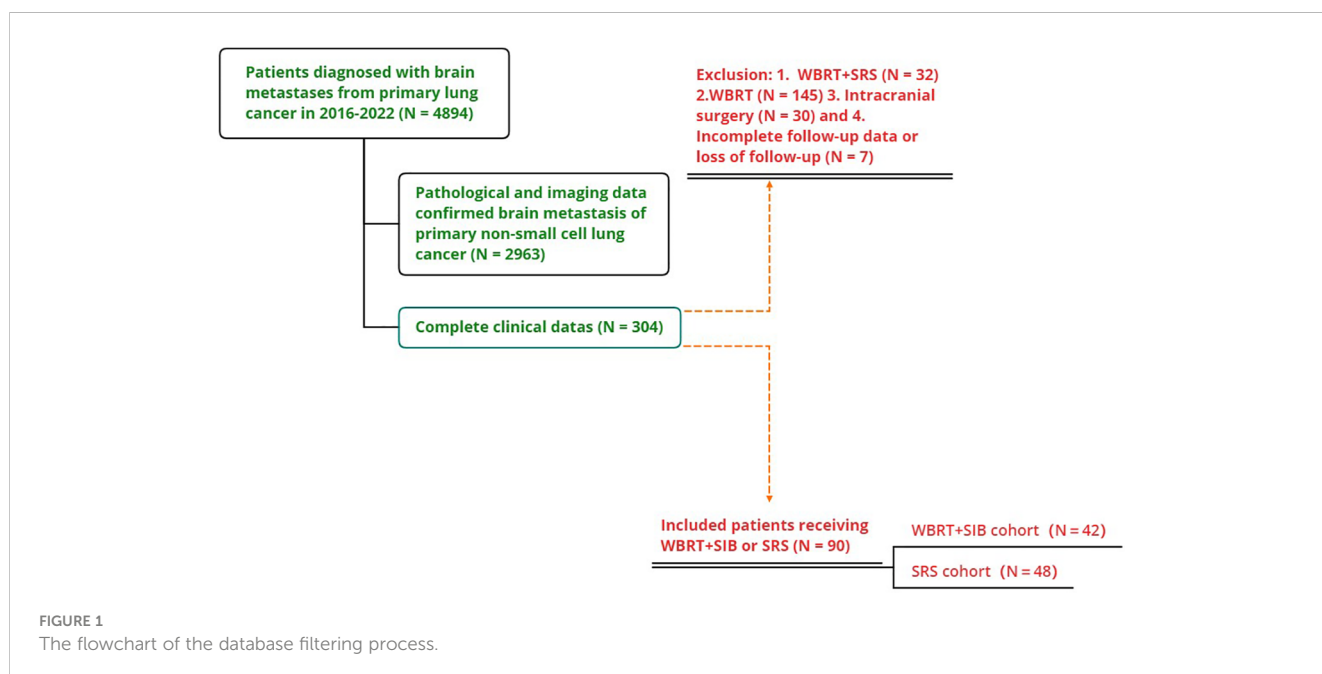 Patients diagnosed with brain
metastases from primary lung
cancer in 2016-2022 (N = 4894)
Exclusion: 1. WBRT+SRS (N = 32)
2.WBRT (N = 145) 3. Intracranial
surgery (N = 30) and 4.
Incomplete follow-up data or
loss of follow-up (N = 7)
Pathological and imaging data
confirmed brain metastasis of
primary non-small cell lung
cancer (N = 2963)
Complete clinical datas (N = 304)
Included patients receiving
WBRT+SIB or SRS (N = 90)
WBRT+SIB cohort (N = 42)
SRS cohort (N = 48)
FIGURE 1
The flowchart of the database filtering process.